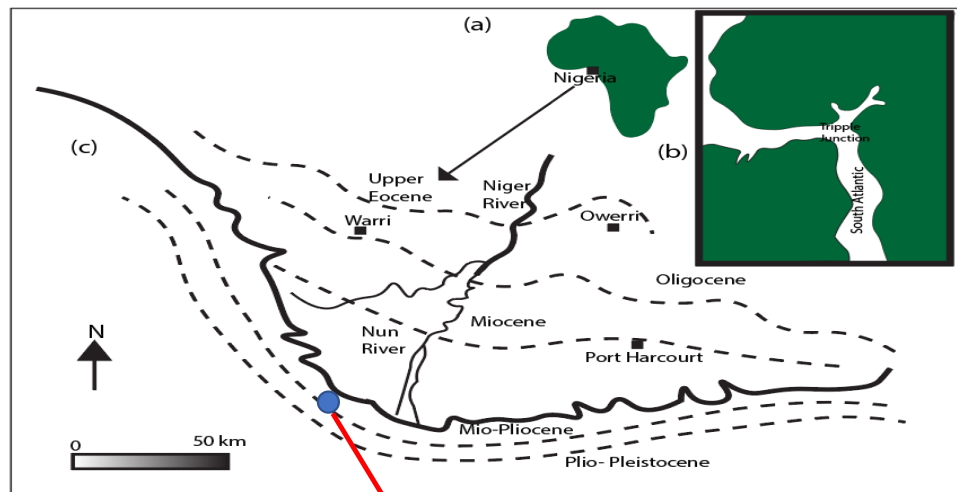 (a)
Nigeria
(b)
Tripple
Junction
South Atlantic
(c)
Upper
Eocene
Niger
River
Warri
Owerri
Oligocene
Nun
River
Miocene
Port Harcourt
N
Mio-Pliocene
Plio- Pleistocene
0
50 km